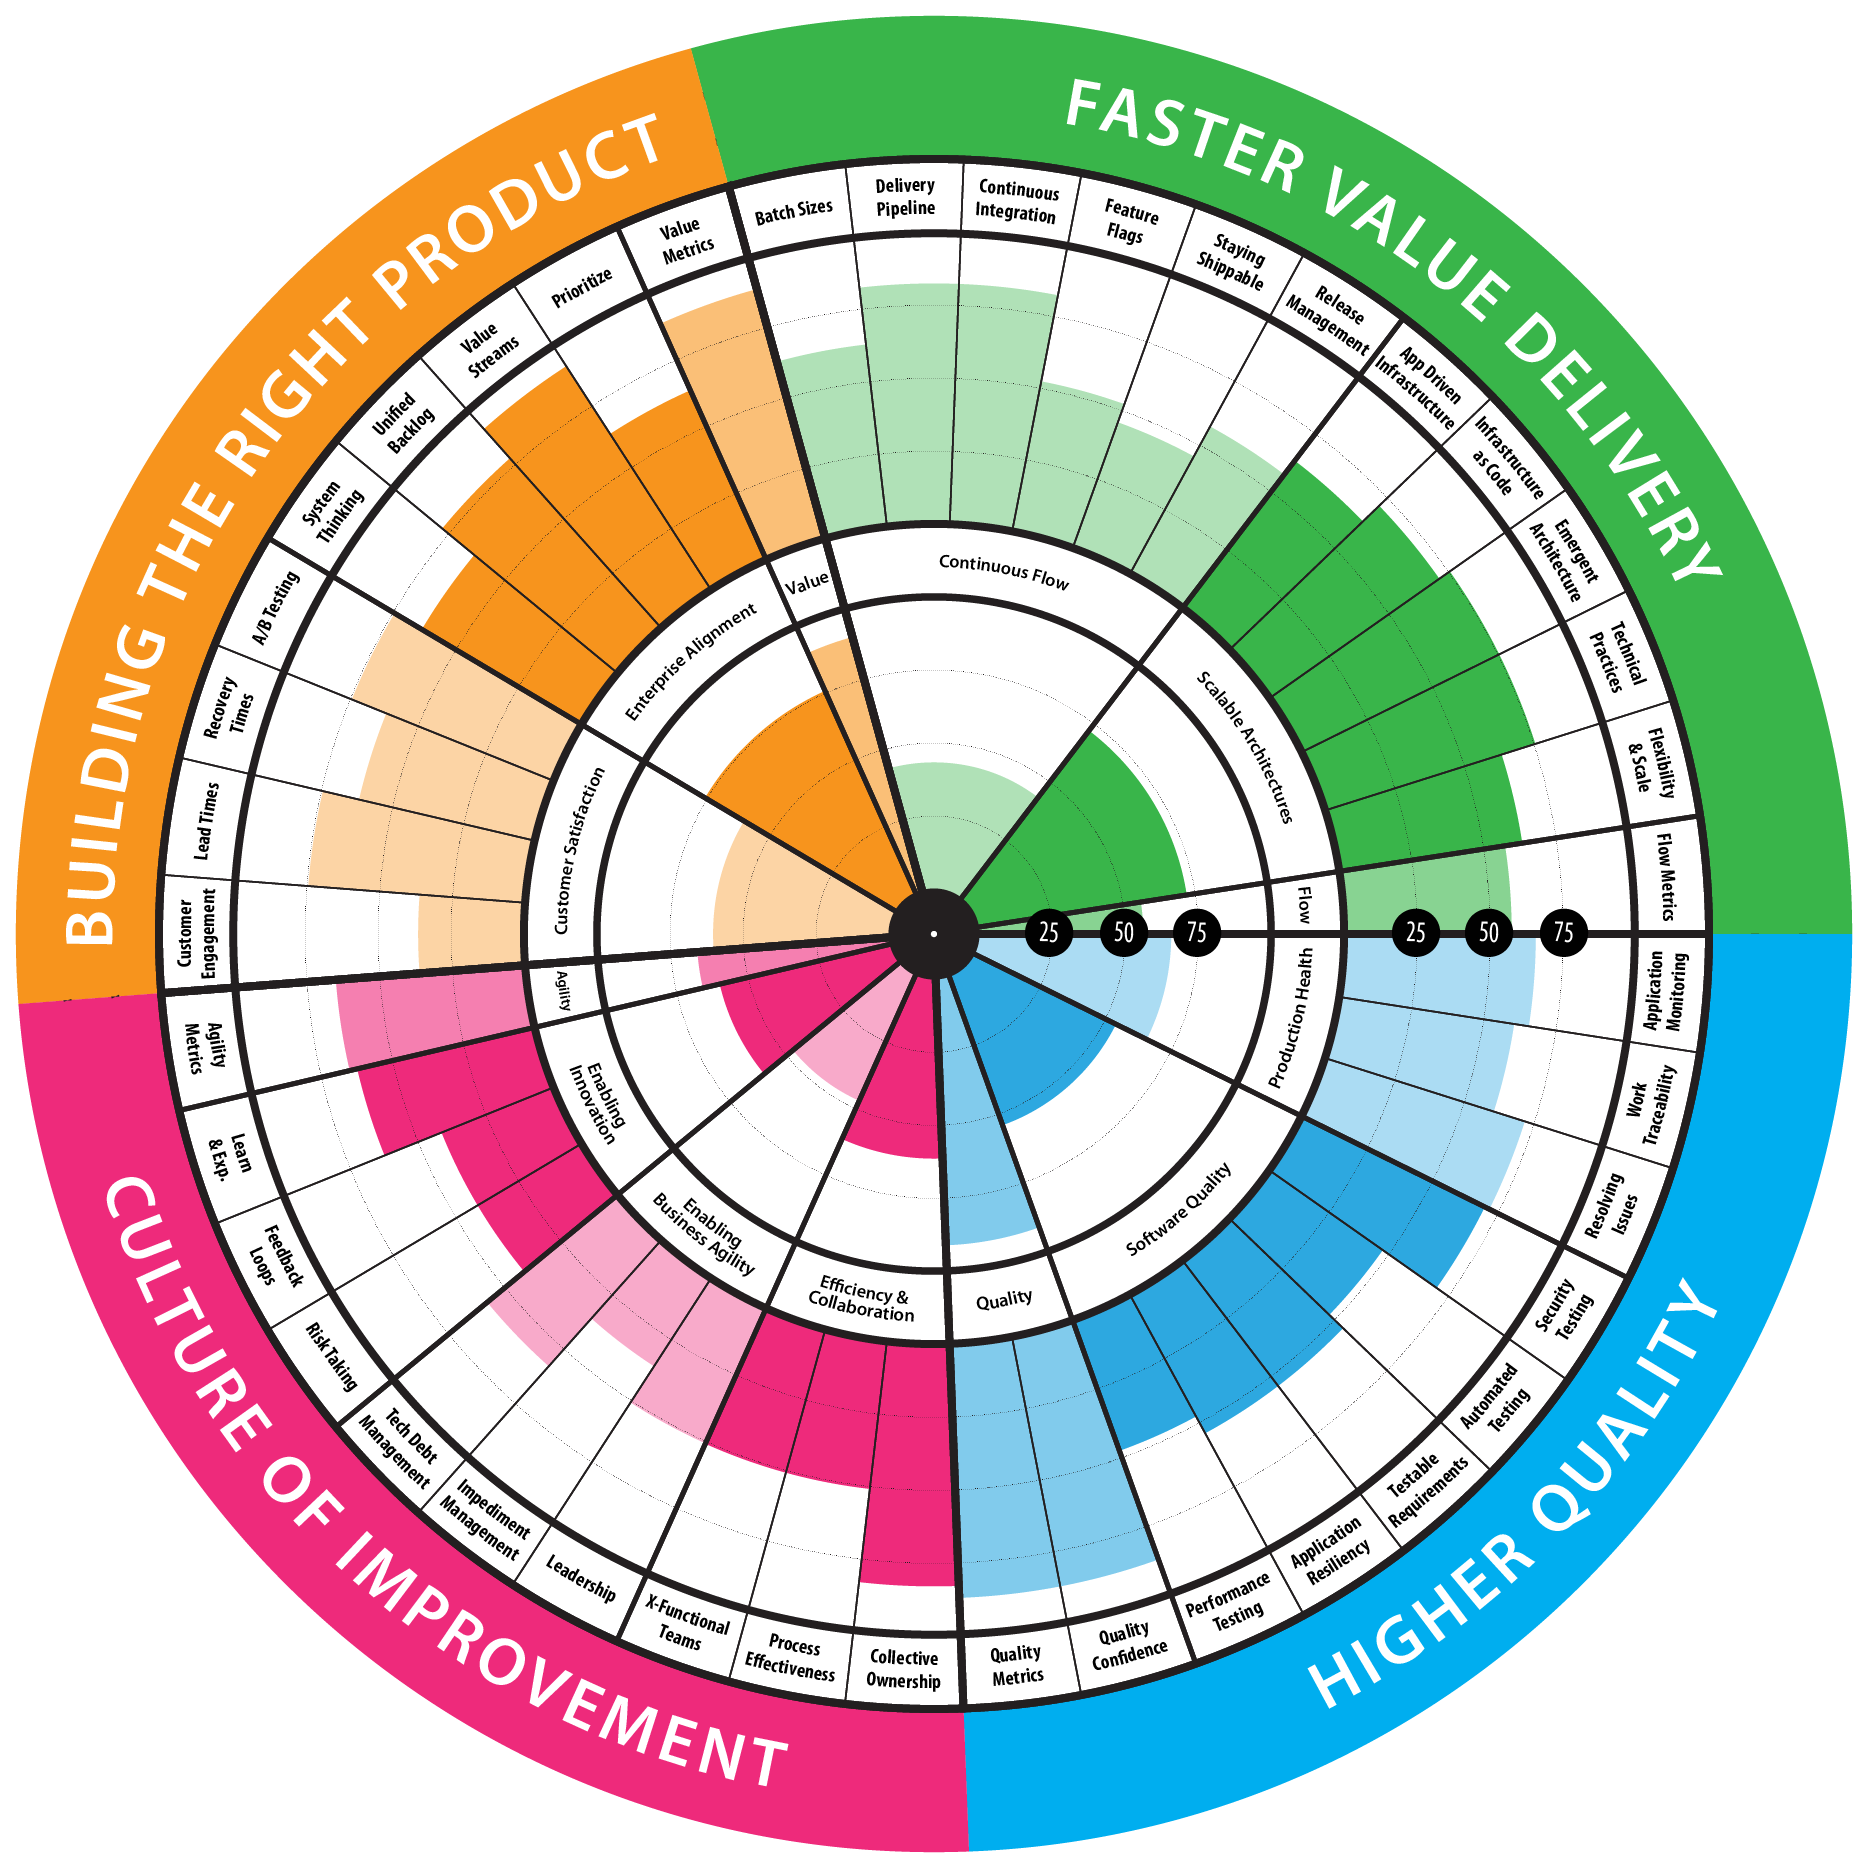 FASTER VALUE DELIVERY
Batch Sizes
Delivery
Pipeline
Continuous
Integration
Feature
Flags
Staying
Shippable
Release
Management
App Driven
Infrastructure
Infrastructure
as Code
Emergent
Architecture
Technical
Practices
Flexibility
& Scale
Flow Metrics
Continuous Flow
Scalable Architectures
Flow
25
50
75
25
50
75
HIGHER QUALITY
Application
Monitoring
Work
Traceability
Resolving
Issues
Security
Testing
Automated
Testing
Testable
Requirements
Application
Resiliency
Performance
Testing
Quality
Confidence
Quality
Metrics
Production Health
Software Quality
Quality
CULTURE OF IMPROVEMENT
Collective
Ownership
Process
Effectiveness
X-Functional
Teams
Leadership
Impediment
Management
Tech Debt
Management
Risk Taking
Feedback
Loops
Learn
& Exp.
Agility
Metrics
Efficiency &
Collaboration
Enabling
Business Agility
Enabling
Innovation
Agility
BUILDING THE RIGHT PRODUCT
Customer
Engagement
Lead Times
Recovery
Times
A/B Testing
System
Thinking
Unified
Backlog
Value
Streams
Prioritize
Value
Metrics
Customer Satisfaction
Enterprise Alignment
Value